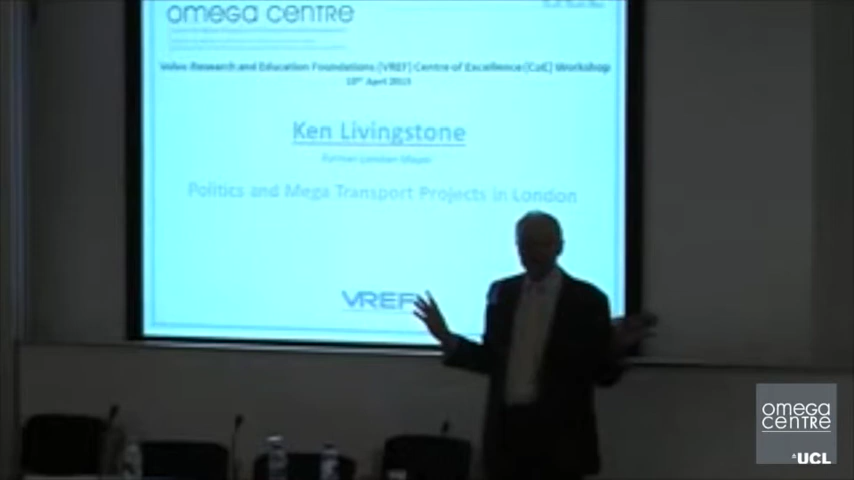 omega centre
Volvo Research and Education Foundations (VREF) Centre of Excellence (CoE) Workshop
Ken Livingstone
Former London Mayor
Politics and Mega Transport Projects in London
VREF
omega
centre
UCL